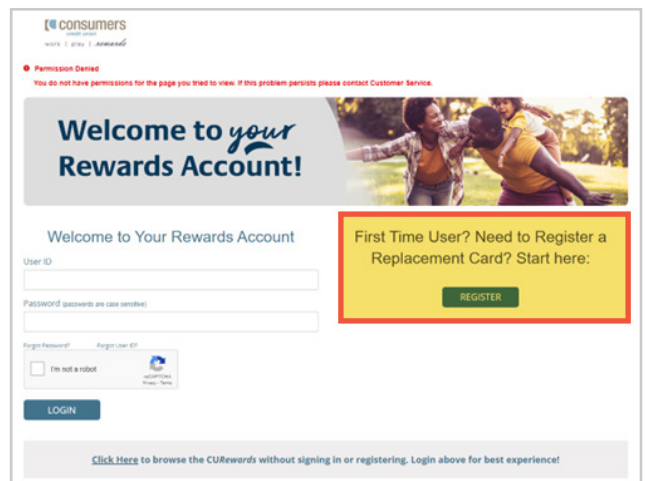 consumers
credit union
work | play | rewards
Permission Denied
You do not have permissions for the page you tried to view. If this problem persists please contact Customer Service.
Welcome to your
Rewards Account!
Welcome to Your Rewards Account
User ID
Password (passwords are case sensitive)
Forgot Password? Forgot User ID?
I'm not a robot
reCAPTCHA
Privacy - Terms
LOGIN
First Time User? Need to Register a
Replacement Card? Start here:
REGISTER
Click Here to browse the CURewards without signing in or registering. Login above for best experience!